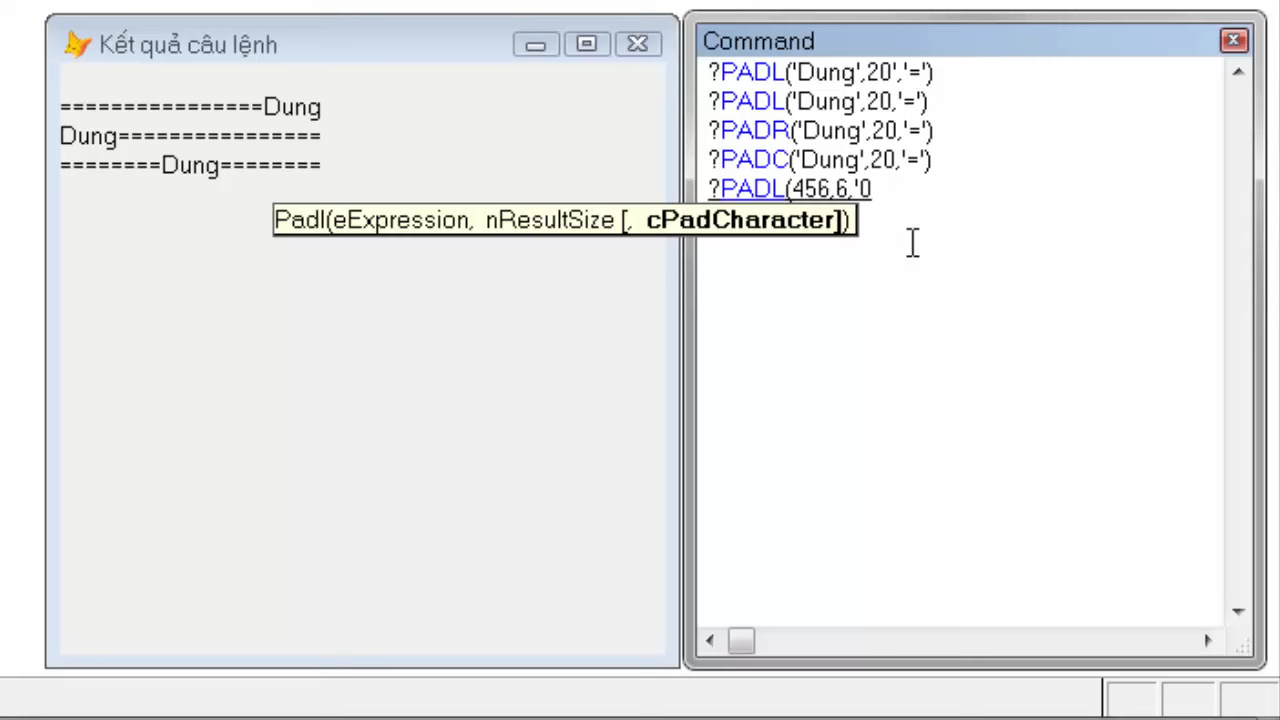 Kết quả câu lệnh
================Dung
Dung================
========Dung========
Command
?PADL('Dung',20','=')
?PADL('Dung',20,'=')
?PADR('Dung',20,'=')
?PADC('Dung',20,'=')
?PADL(456,6,'0
Padl(eExpression, nResultSize [, cPadCharacter])